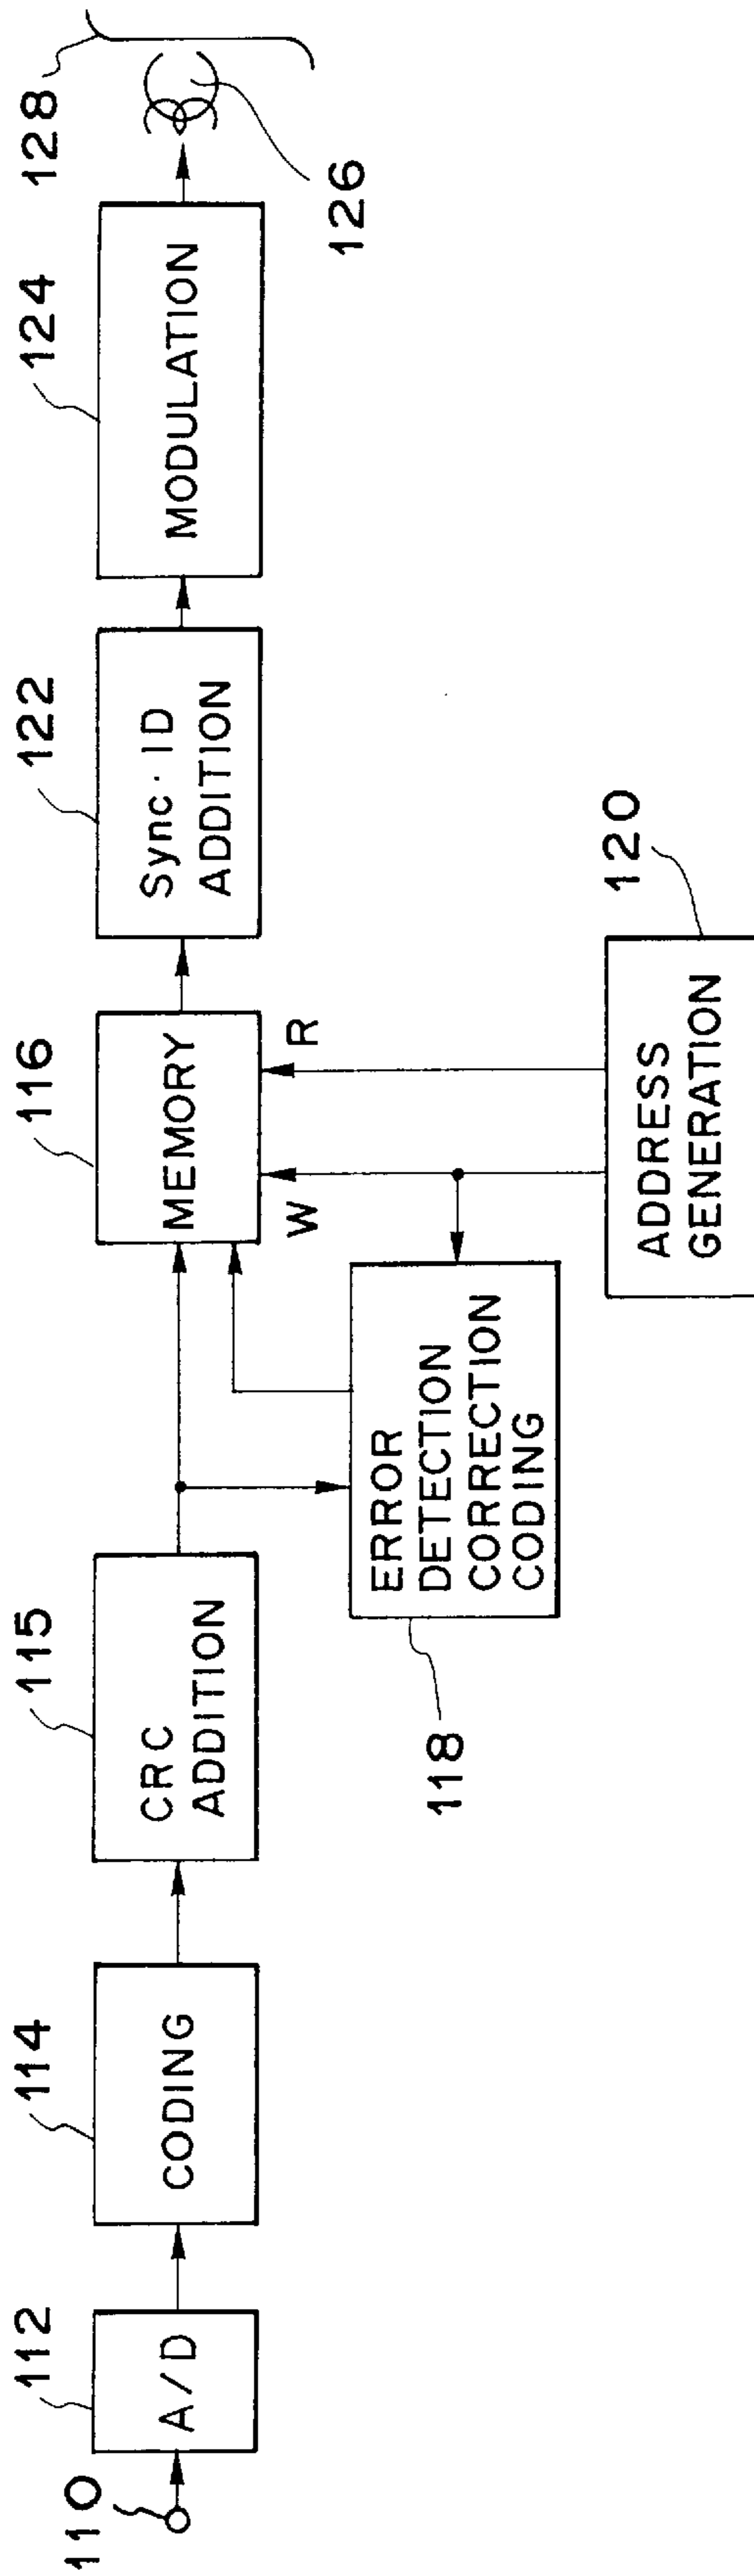 110
112
A/D
114
CODING
115
CRC
ADDITION
118
ERROR
DETECTION
CORRECTION
CODING
116
MEMORY
W
R
120
ADDRESS
GENERATION
122
Sync·ID
ADDITION
124
MODULATION
126
128